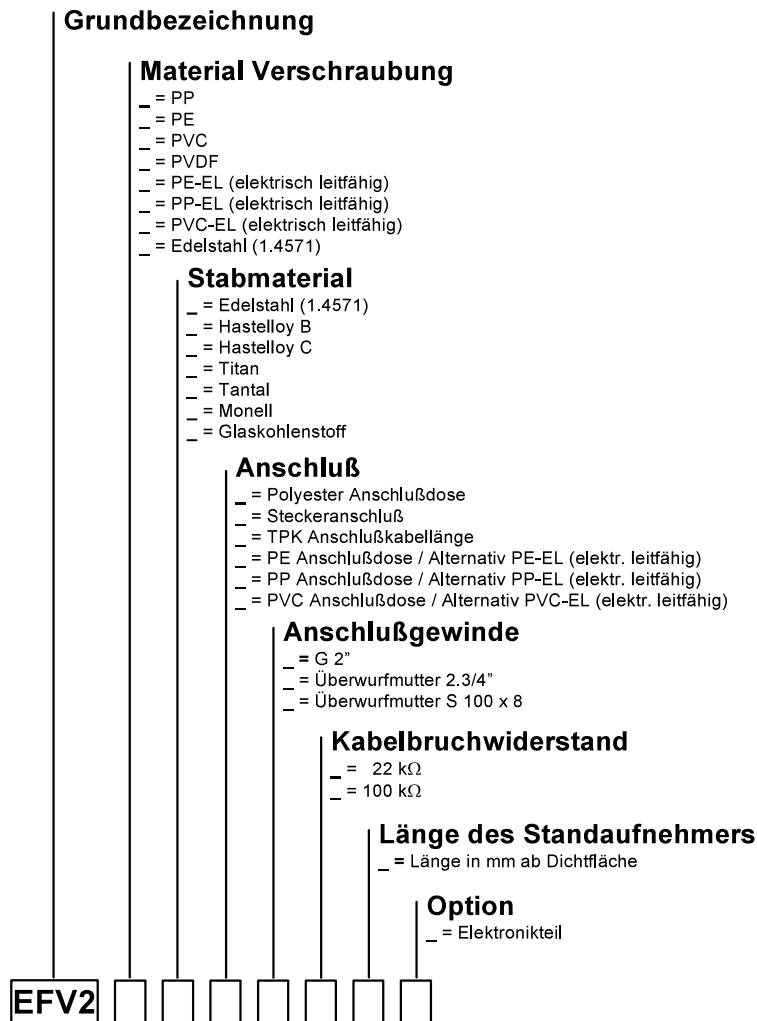 Grundbezeichnung
Material Verschraubung
_ = PP
_ = PE
_ = PVC
_ = PVDF
_ = PE-EL (elektrisch leitfähig)
_ = PP-EL (elektrisch leitfähig)
_ = PVC-EL (elektrisch leitfähig)
_ = Edelstahl (1.4571)
Stabmaterial
_ = Edelstahl (1.4571)
_ = Hastelloy B
_ = Hastelloy C
_ = Titan
_ = Tantal
_ = Monell
_ = Glaskohlenstoff
Anschluß
_ = Polyester Anschlußdose
_ = Steckeranschluß
_ = TPK Anschlußkabellänge
_ = PE Anschlußdose / Alternativ PE-EL (elektr. leitfähig)
_ = PP Anschlußdose / Alternativ PP-EL (elektr. leitfähig)
_ = PVC Anschlußdose / Alternativ PVC-EL (elektr. leitfähig)
Anschlußgewinde
_ = G 2”
_ = Überwurfmutter 2.3/4”
_ = Überwurfmutter S 100 x 8
Kabelbruchwiderstand
_ = 22 kΩ
_ = 100 kΩ
Länge des Standaufnehmers
_ = Länge in mm ab Dichtfläche
Option
_ = Elektronikteil
EFV2